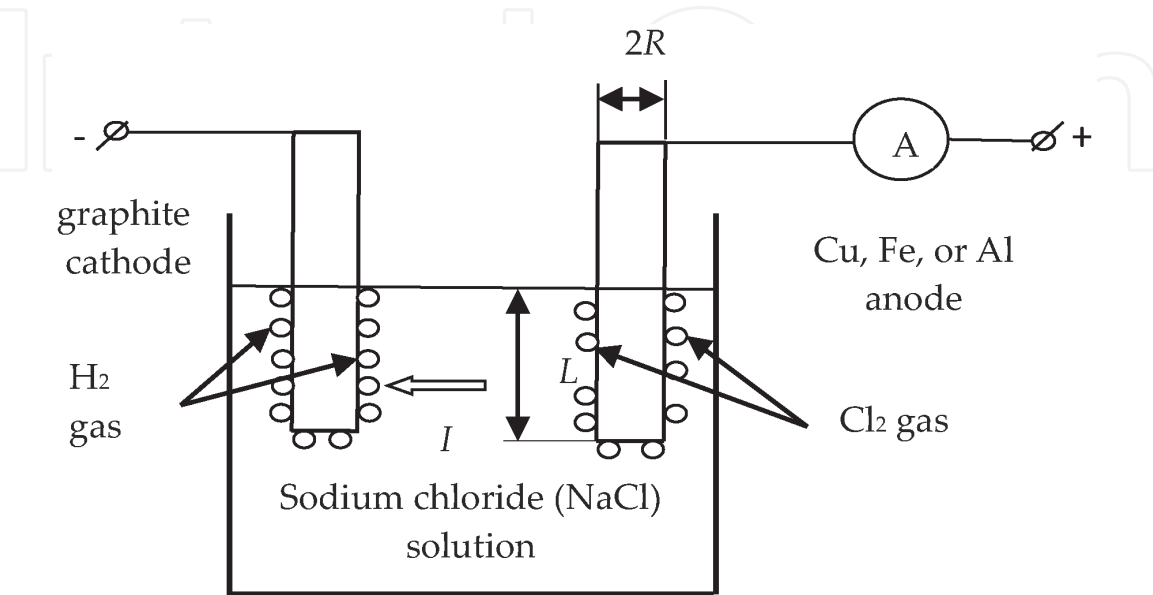 2R
-
A
+
graphite
cathode
Cu, Fe, or Al
anode
H2
gas
L
I
Cl2 gas
Sodium chloride (NaCl)
solution